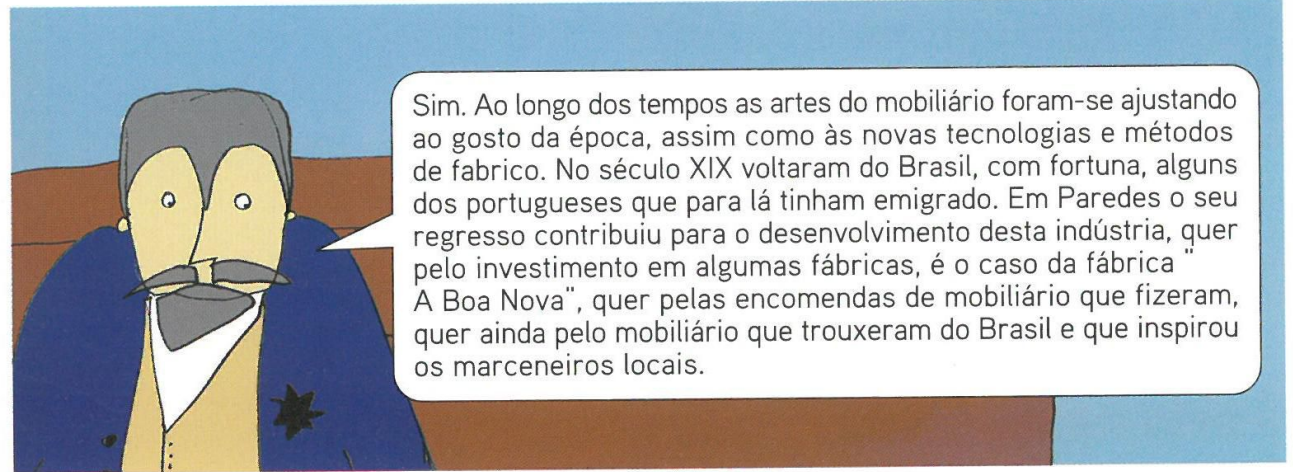 Sim. Ao longo dos tempos as artes do mobiliário foram-se ajustando
ao gosto da época, assim como às novas tecnologias e métodos
de fabrico. No século XIX voltaram do Brasil, com fortuna, alguns
dos portugueses que para lá tinham emigrado. Em Paredes o seu
regresso contribuiu para o desenvolvimento desta indústria, quer
pelo investimento em algumas fábricas, é o caso da fábrica "
A Boa Nova", quer pelas encomendas de mobiliário que fizeram,
quer ainda pelo mobiliário que trouxeram do Brasil e que inspirou
os marceneiros locais.